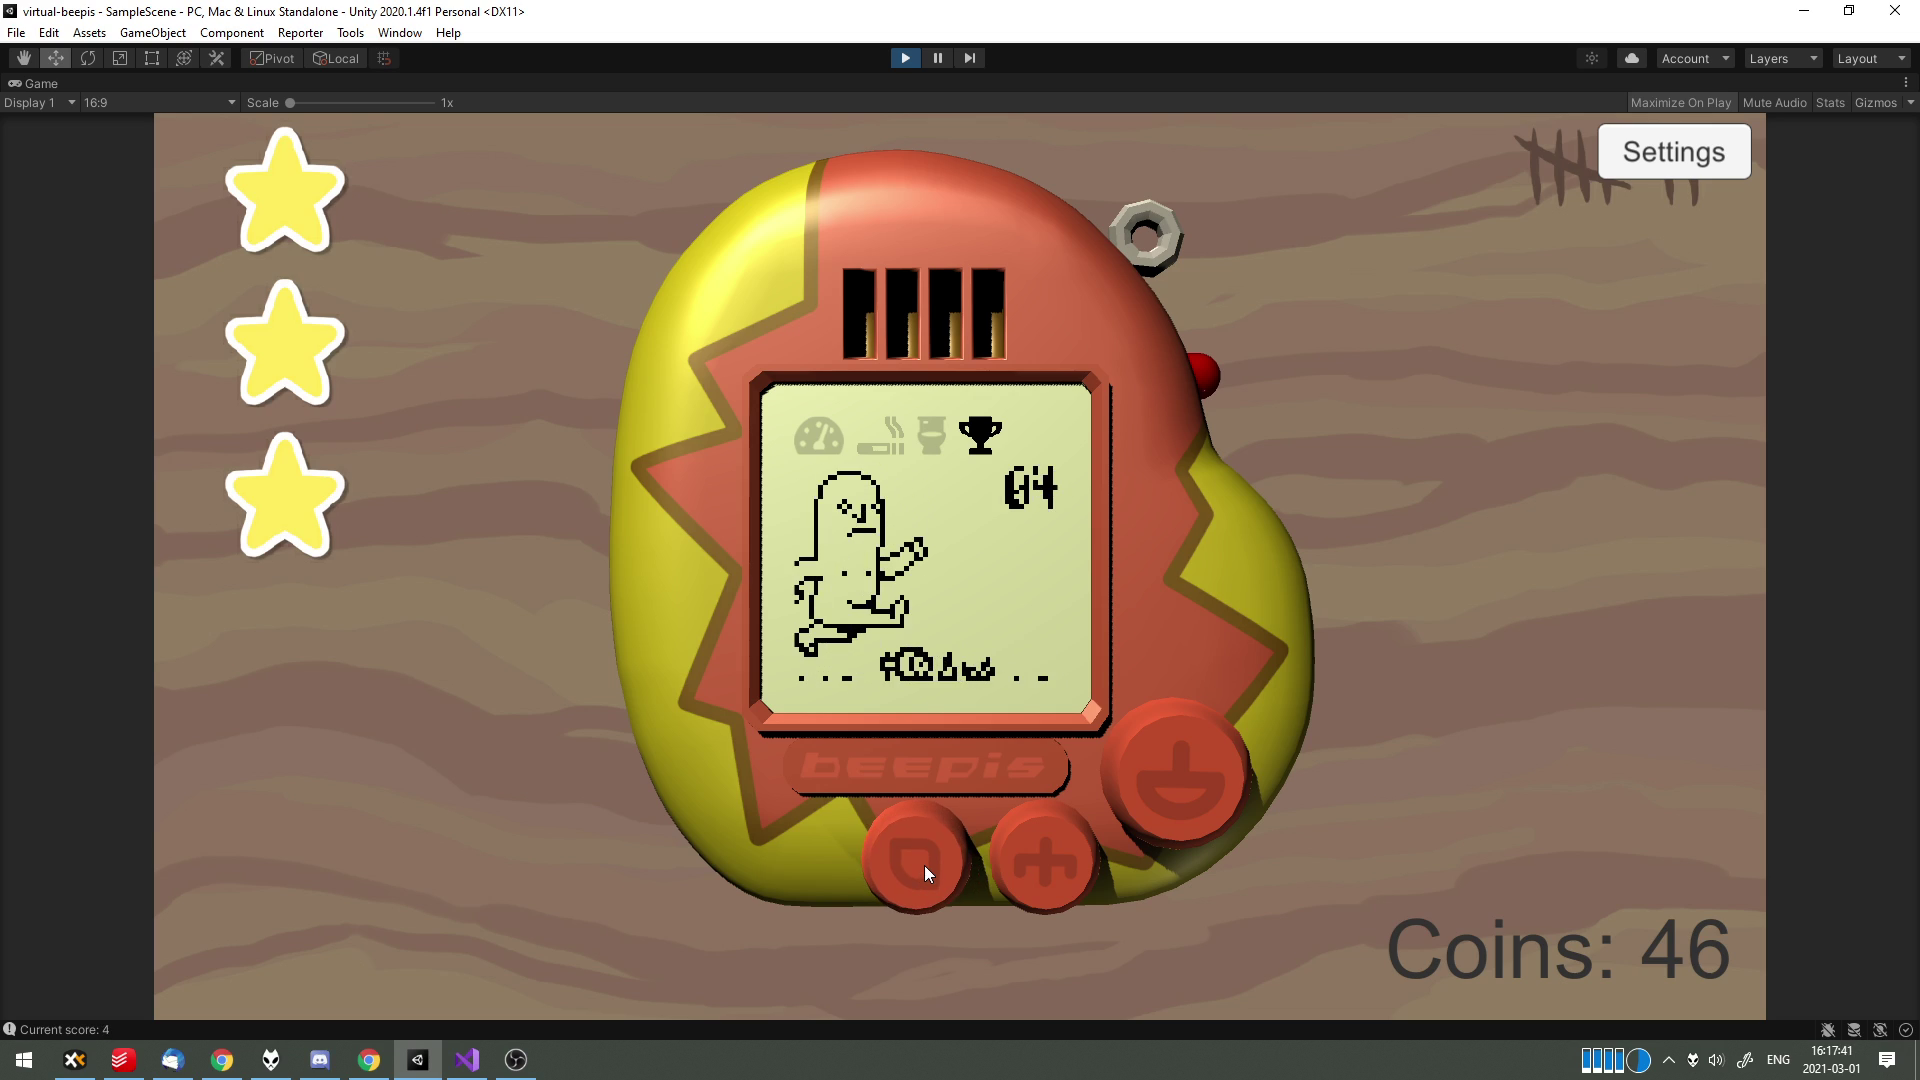 virtual-beepis - SampleScene - PC, Mac & Linux Standalone - Unity 2020.1.4f1 Personal <DX11>
File Edit Assets GameObject Component Reporter Tools Window Help
Pivot Local Account Layers Layout
Game
Display 1 16:9 Scale 1x Maximize On Play Mute Audio Stats Gizmos
Settings
04
beepis
Coins: 46
Current score: 4
ENG 16:17:41
2021-03-01